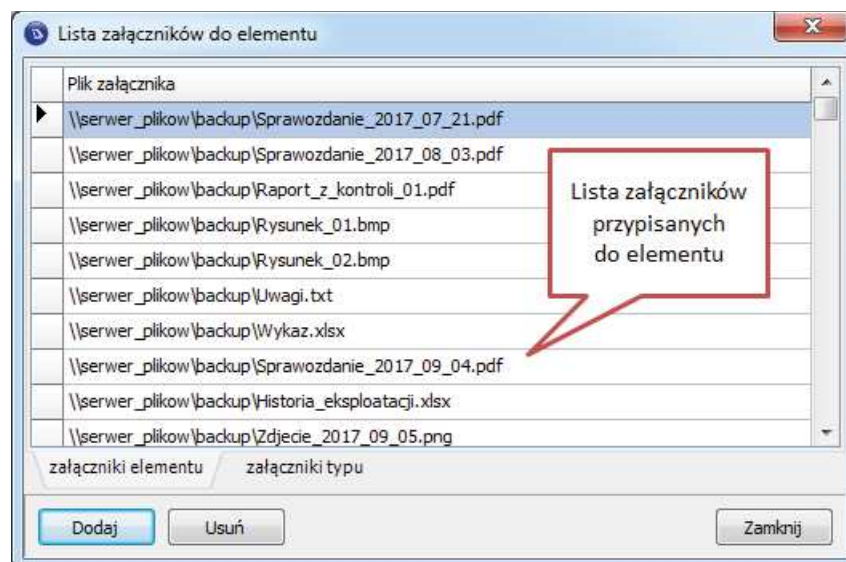 Lista załączników do elementu
Plik załącznika
\\serwer_plikow\backup\Sprawozdanie_2017_07_21.pdf
\\serwer_plikow\backup\Sprawozdanie_2017_08_03.pdf
\\serwer_plikow\backup\Raport_z_kontroli_01.pdf
\\serwer_plikow\backup\Rysunek_01.bmp
\\serwer_plikow\backup\Rysunek_02.bmp
\\serwer_plikow\backup\Uwagi.txt
\\serwer_plikow\backup\Wykaz.xlsx
\\serwer_plikow\backup\Sprawozdanie_2017_09_04.pdf
\\serwer_plikow\backup\Historia_eksploatacji.xlsx
\\serwer_plikow\backup\Zdjecie_2017_09_05.png
Lista załączników
przypisanych
do elementu
załączniki elementu załączniki typu
Dodaj Usuń Zamknij